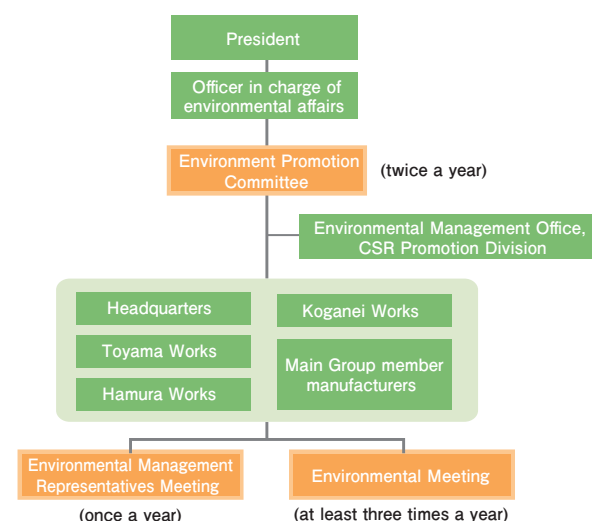 President
Officer in charge of
environmental affairs
Environment Promotion
Committee
(twice a year)
Environmental Management Office,
CSR Promotion Division
Headquarters
Koganei Works
Toyama Works
Main Group member
manufacturers
Hamura Works
Environmental Management
Representatives Meeting
Environmental Meeting
(once a year)
(at least three times a year)